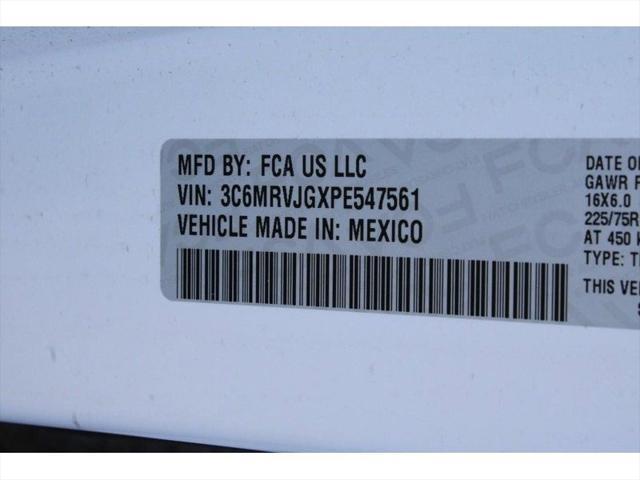 MFD BY: FCA US LLC
VIN: 3C6MRVJGXPE547561
VEHICLE MADE IN: MEXICO
DATE O
GAWR F
16X6.0
225/75R
AT 450
TYPE: T
THIS VE